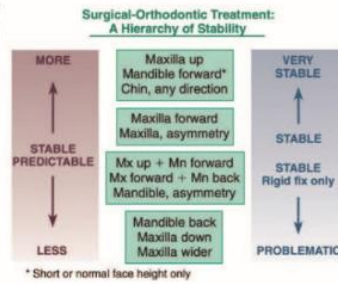 Surgical-Orthodontic Treatment:
A Hierarchy of Stability
MORE
STABLE
PREDICTABLE
LESS
Maxilla up
Mandible forward*
Chin, any direction
Maxilla forward
Maxilla, asymmetry
Mx up + Mn forward
Mx forward + Mn back
Mandible, asymmetry
Mandible back
Maxilla down
Maxilla wider
VERY
STABLE
STABLE
STABLE
Rigid fix only
PROBLEMATIC
* Short or normal face height only